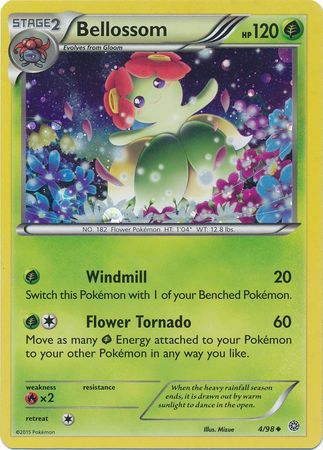 STAGE2
Bellossom
HP120
Evolves from Gloom
NO. 182 Flower Pokémon HT: 1'04" WT: 12.8 lbs.
Windmill 20
Switch this Pokémon with 1 of your Benched Pokémon.
Flower Tornado 60
Move as many Energy attached to your Pokémon
to your other Pokémon in any way you like.
weakness resistance
×2
retreat
When the heavy rainfall season
ends, it is drawn out by warm
sunlight to dance in the open.
©2015 Pokémon
Illus. Mizue 4/98